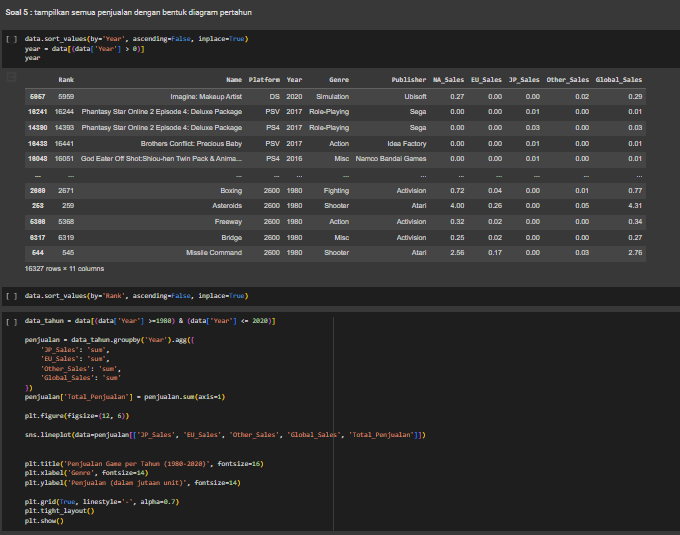 Soal 5 : tampilkan semua penjualan dengan bentuk diagram pertahun
[ ] data.sort_values(by='Year', ascending=False, inplace=True)
year = data[(data['Year'] > 0)]
year
Rank Name Platform Year Genre Publisher NA_Sales EU_Sales JP_Sales Other_Sales Global_Sales
5957 5959 Imagine: Makeup Artist DS 2020 Simulation Ubisoft 0.27 0.00 0.00 0.02 0.29
16241 16244 Phantasy Star Online 2 Episode 4: Deluxe Package PSV 2017 Role-Playing Sega 0.00 0.00 0.01 0.00 0.01
14390 14393 Phantasy Star Online 2 Episode 4: Deluxe Package PS4 2017 Role-Playing Sega 0.00 0.00 0.03 0.00 0.03
16438 16441 Brothers Conflict: Precious Baby PSV 2017 Action Idea Factory 0.00 0.00 0.01 0.00 0.01
16048 16051 God Eater Off Shot:Shiou-hen Twin Pack & Anima... PS4 2016 Misc Namco Bandai Games 0.00 0.00 0.01 0.00 0.01
... ... ... ... ... ... ... ... ... ... ... ...
2669 2671 Boxing 2600 1980 Fighting Activision 0.72 0.04 0.00 0.01 0.77
258 259 Asteroids 2600 1980 Shooter Atari 4.00 0.26 0.00 0.05 4.31
5366 5368 Freeway 2600 1980 Action Activision 0.32 0.02 0.00 0.00 0.34
6317 6319 Bridge 2600 1980 Misc Activision 0.25 0.02 0.00 0.00 0.27
544 545 Missile Command 2600 1980 Shooter Atari 2.56 0.17 0.00 0.03 2.76
16327 rows × 11 columns
[ ] data.sort_values(by='Rank', ascending=False, inplace=True)
[ ] data_tahun = data[(data['Year'] >=1980) & (data['Year'] <= 2020)]
penjualan = data_tahun.groupby('Year').agg({
'JP_Sales': 'sum',
'EU_Sales': 'sum',
'Other_Sales': 'sum',
'Global_Sales': 'sum'
})
penjualan['Total_Penjualan'] = penjualan.sum(axis=1)
plt.figure(figsize=(12, 6))
sns.lineplot(data=penjualan[['JP_Sales', 'EU_Sales', 'Other_Sales', 'Global_Sales', 'Total_Penjualan']])
plt.title('Penjualan Game per Tahun (1980-2020)', fontsize=16)
plt.xlabel('Genre', fontsize=14)
plt.ylabel('Penjualan (dalam jutaan unit)', fontsize=14)
plt.grid(True, linestyle='-', alpha=0.7)
plt.tight_layout()
plt.show()